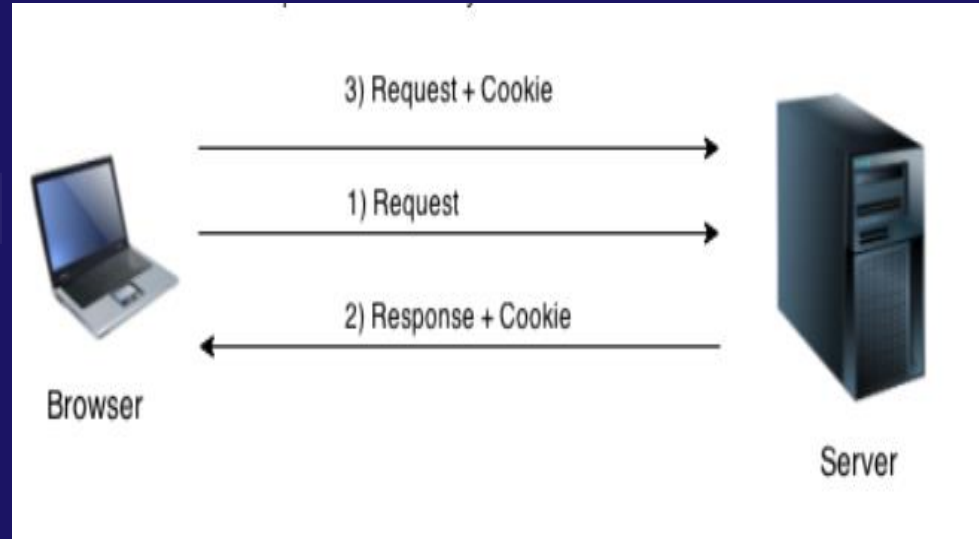 3) Request + Cookie
1) Request
2) Response + Cookie
Browser
Server